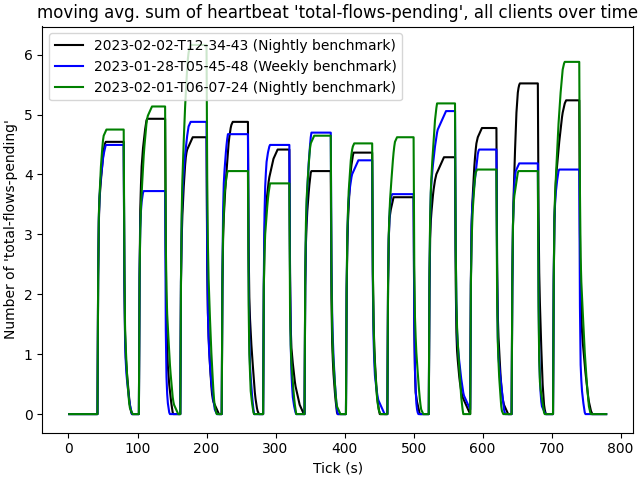 moving avg. sum of heartbeat 'total-flows-pending', all clients over time
2023-02-02-T12-34-43 (Nightly benchmark)
2023-01-28-T05-45-48 (Weekly benchmark)
2023-02-01-T06-07-24 (Nightly benchmark)
Number of 'total-flows-pending'
6
5
4
3
2
1
0
0 100 200 300 400 500 600 700 800
Tick (s)